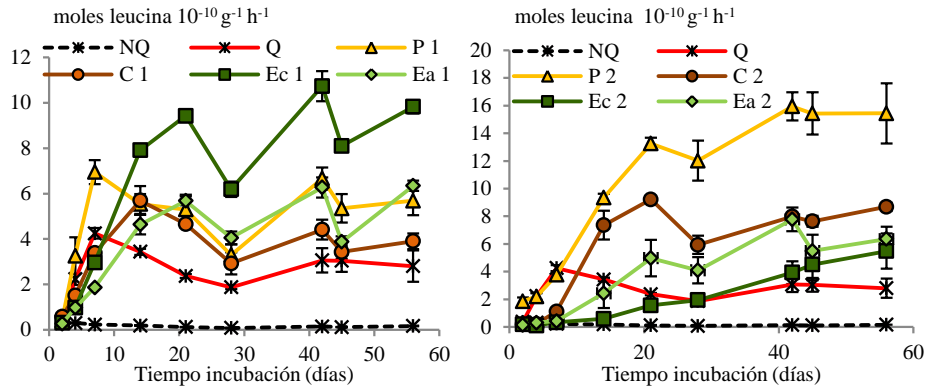 moles leucina 10⁻¹⁰ g⁻¹ h⁻¹
NQ Q P 1
C 1 Ec 1 Ea 1
12
10
8
6
4
2
0
0 10 20 30 40 50 60
Tiempo incubación (días)
moles leucina 10⁻¹⁰ g⁻¹ h⁻¹
NQ Q
P 2 C 2
Ec 2 Ea 2
20
18
16
14
12
10
8
6
4
2
0
0 20 40 60
Tiempo incubación (días)